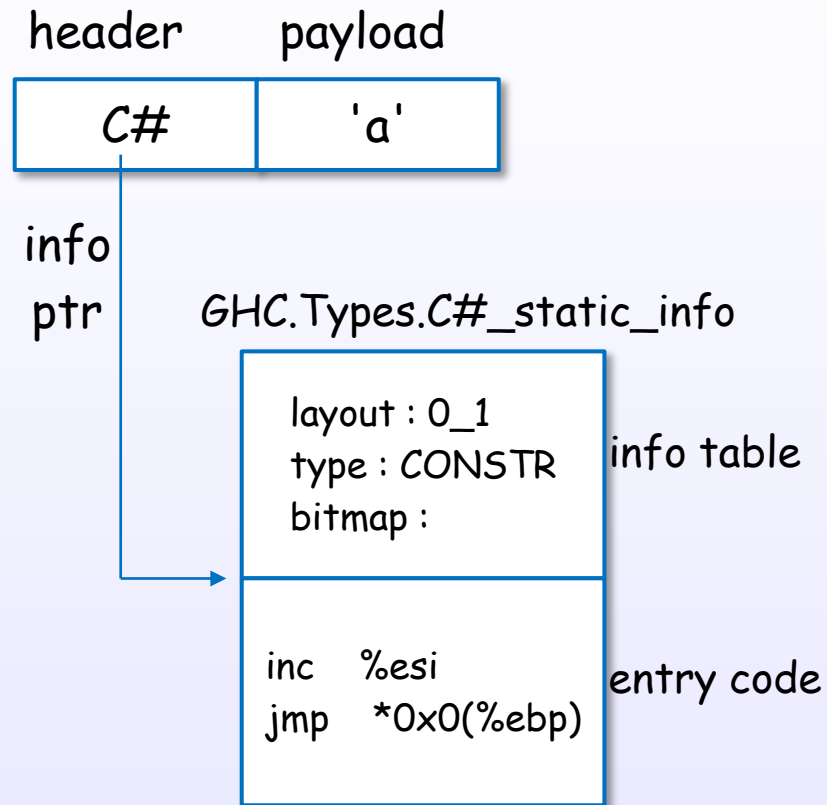 header payload
C# 'a'
info
ptr
GHC.Types.C#_static_info
layout : 0_1
type : CONSTR
bitmap :
info table
inc %esi
jmp *0x0(%ebp)
entry code